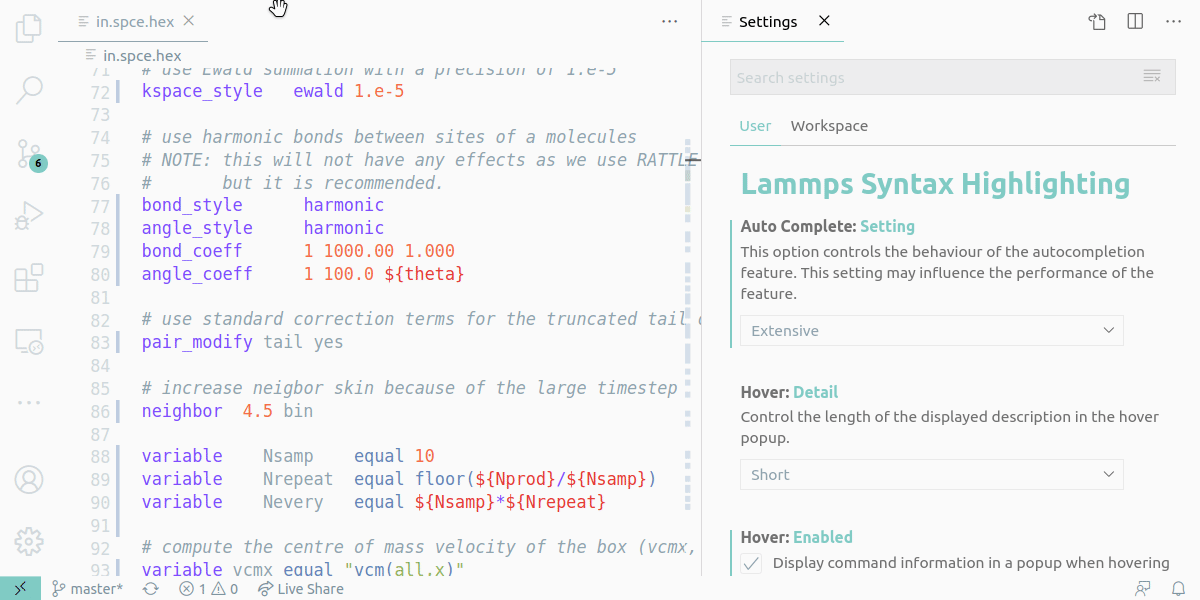 in.spce.hex
in.spce.hex
71 # use Ewald summation with a precision of 1.e-5
72 kspace_style ewald 1.e-5
73
74 # use harmonic bonds between sites of a molecules
75 # NOTE: this will not have any effects as we use RATTLE
76 # but it is recommended.
77 bond_style harmonic
78 angle_style harmonic
79 bond_coeff 1 1000.00 1.000
80 angle_coeff 1 100.0 ${theta}
81
82 # use standard correction terms for the truncated tail
83 pair_modify tail yes
84
85 # increase neigbor skin because of the large timestep
86 neighbor 4.5 bin
87
88 variable Nsamp equal 10
89 variable Nrepeat equal floor(${Nprod}/${Nsamp})
90 variable Nevery equal ${Nsamp}*${Nrepeat}
91
92 # compute the centre of mass velocity of the box (vcmx,
93 variable vcmx equal "vcm(all,x)"
6
master* 1 0 Live Share
Settings
Search settings
User Workspace
Lammps Syntax Highlighting
Auto Complete: Setting
This option controls the behaviour of the autocompletion
feature. This setting may influence the performance of the
feature.
Extensive
Hover: Detail
Control the length of the displayed description in the hover
popup.
Short
Hover: Enabled
Display command information in a popup when hovering